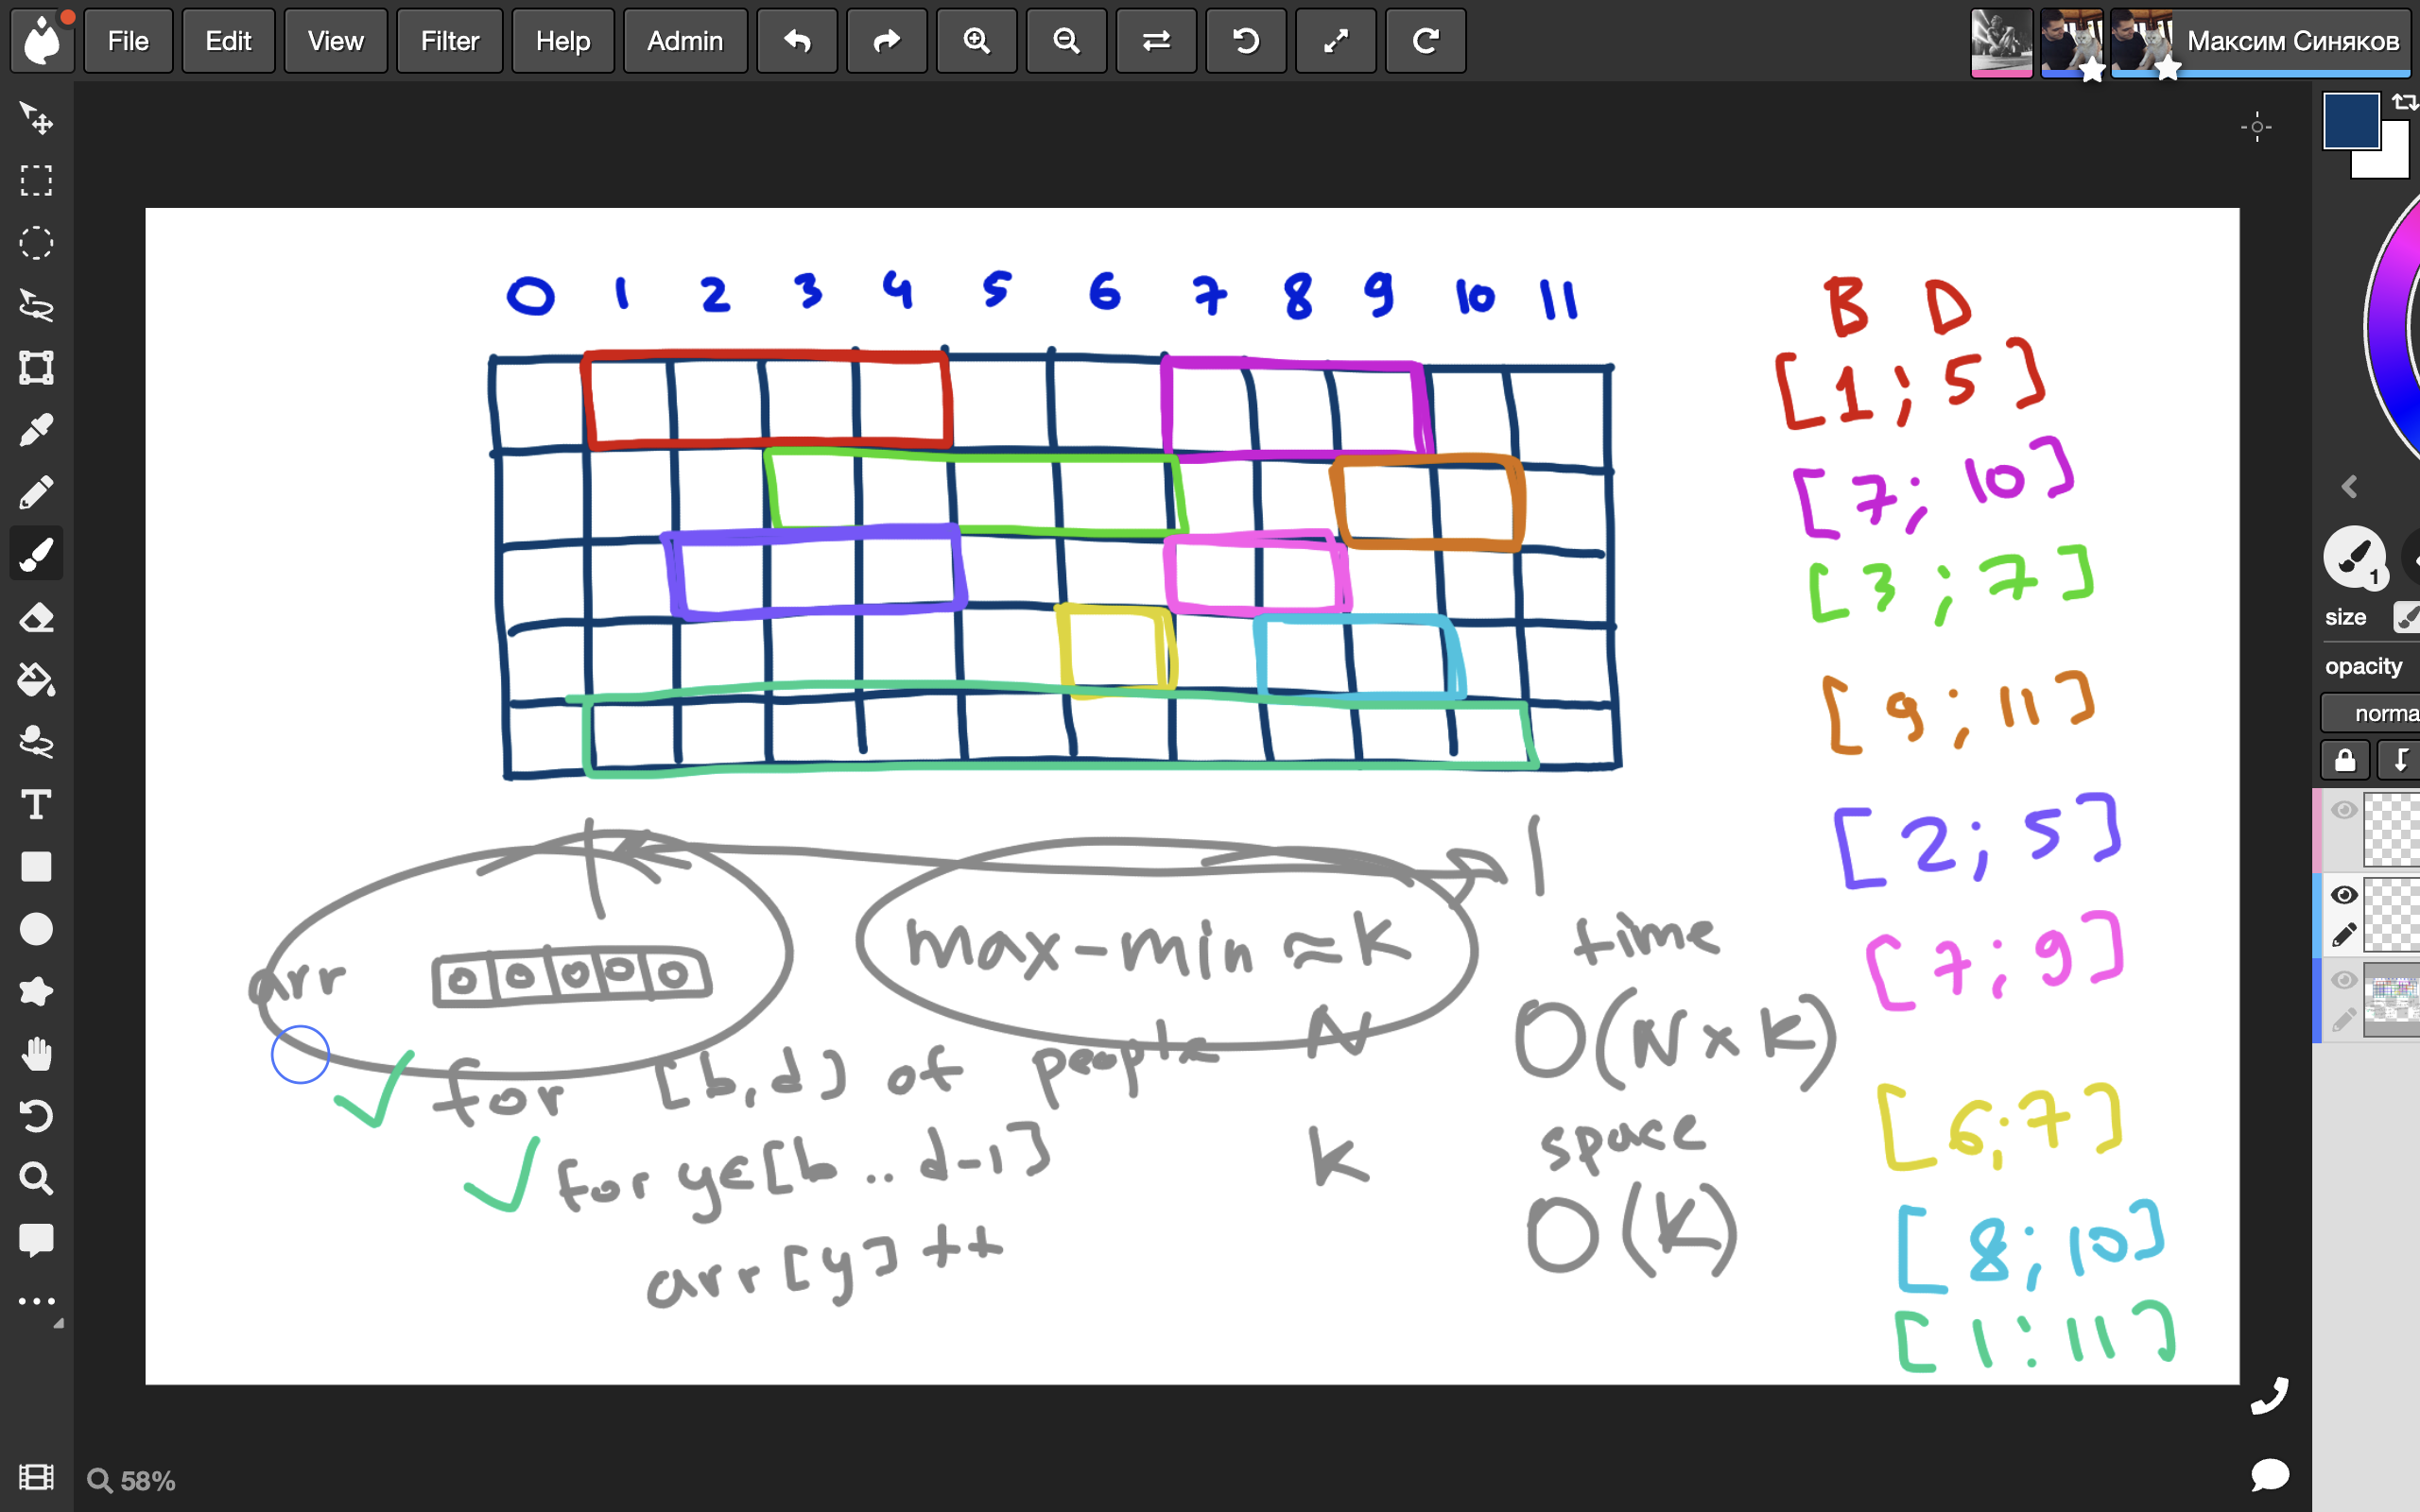 File Edit View Filter Help Admin Максим Синяков
0 1 2 3 4 5 6 7 8 9 10 11
B D
[1; 5]
[7; 10]
[3; 7]
[9; 11]
[2; 5]
[7; 9]
[6; 7]
[8; 10]
[1: 11]
arr 0 0 0 0 0
max-min ≈ K
time
O(N x K)
for [b,d] of people N
for y∈[b .. d-1] K
arr[y]++
space
O(K)
1
size
opacity
norma
58%